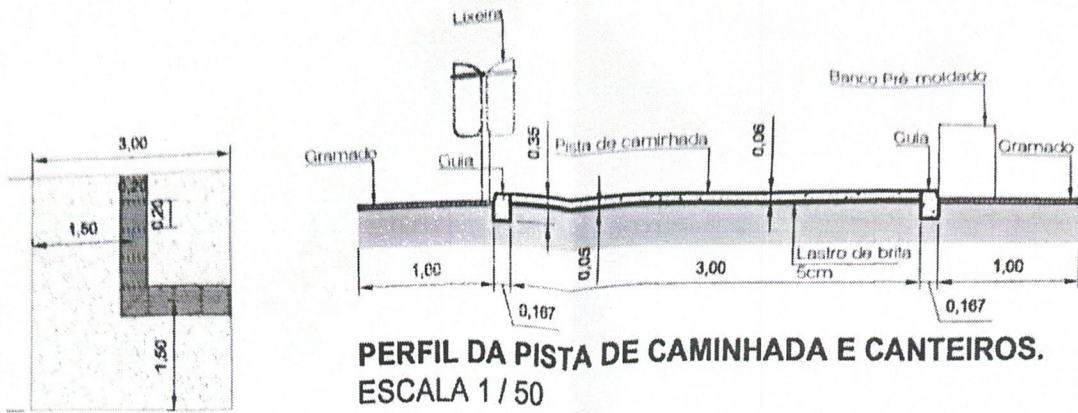 Lixeira
Banco Pré moldado
3,00
0,35
0,06
Gramado
Guia
Pista de caminhada
Guia
Gramado
0,20
0,20
1,50
1,00
0,05
3,00
Lastro de brita
5cm
1,00
0,167
0,167
1,50
PERFIL DA PISTA DE CAMINHADA E CANTEIROS.
ESCALA 1 / 50